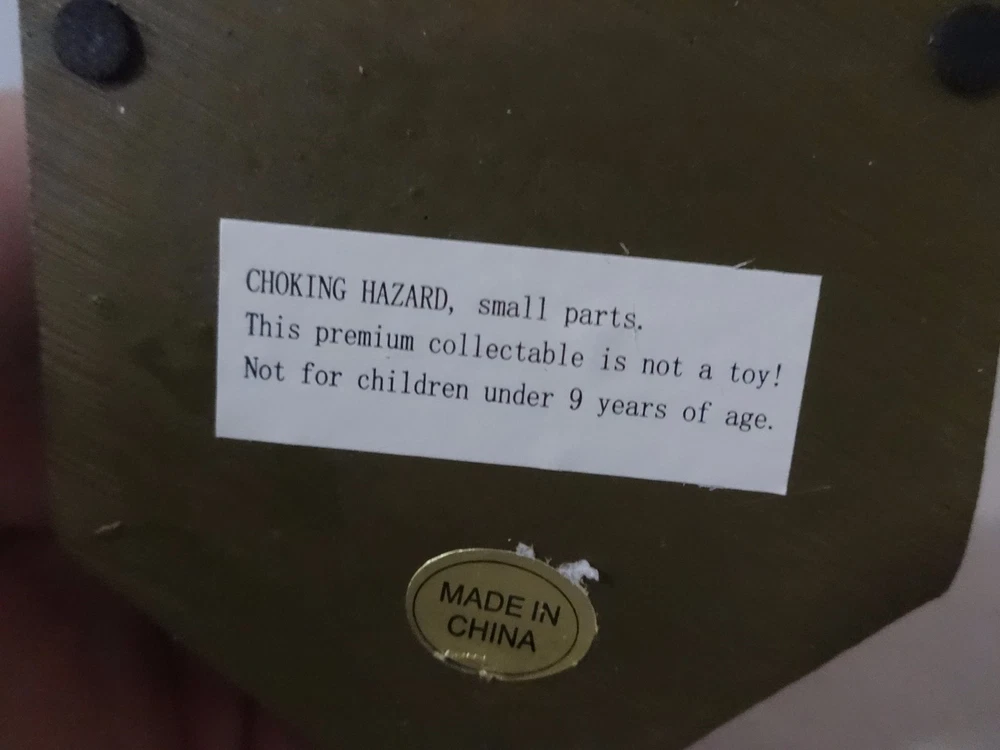 CHOKING HAZARD, small parts.
This premium collectable is not a toy!
Not for children under 9 years of age.
MADE IN
CHINA